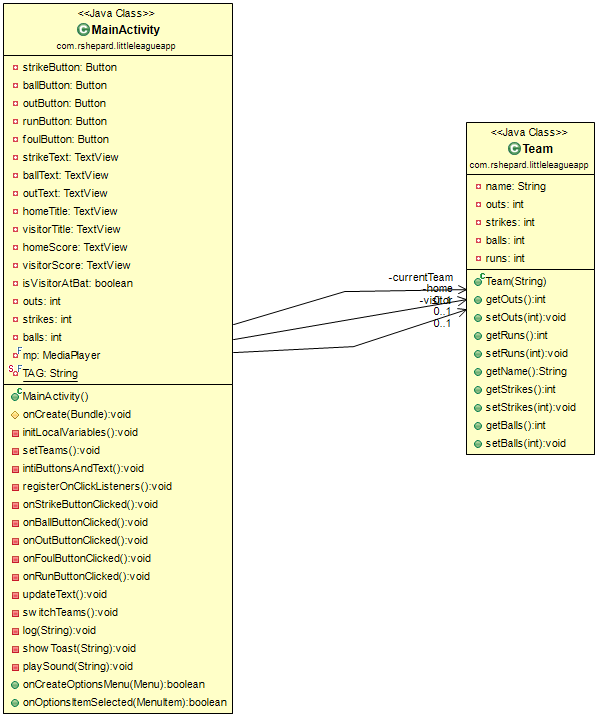 <<Java Class>>
MainActivity
com.rshepard.littleleagueapp
strikeButton: Button
ballButton: Button
outButton: Button
runButton: Button
foulButton: Button
strikeText: TextView
ballText: TextView
outText: TextView
homeTitle: TextView
visitorTitle: TextView
homeScore: TextView
visitorScore: TextView
isVisitorAtBat: boolean
outs: int
strikes: int
balls: int
F mp: MediaPlayer
S F TAG: String
C MainActivity()
onCreate(Bundle):void
initLocalVariables():void
setTeams():void
intiButtonsAndText():void
registerOnClickListeners():void
onStrikeButtonClicked():void
onBallButtonClicked():void
onOutButtonClicked():void
onFoulButtonClicked():void
onRunButtonClicked():void
updateText():void
switchTeams():void
log(String):void
showToast(String):void
playSound(String):void
onCreateOptionsMenu(Menu):boolean
onOptionsItemSelected(MenuItem):boolean
-currentTeam
-home
-visitor
0..1
0..1
0..1
<<Java Class>>
Team
com.rshepard.littleleagueapp
name: String
outs: int
strikes: int
balls: int
runs: int
C Team(String)
getOuts():int
setOuts(int):void
getRuns():int
setRuns(int):void
getName():String
getStrikes():int
setStrikes(int):void
getBalls():int
setBalls(int):void